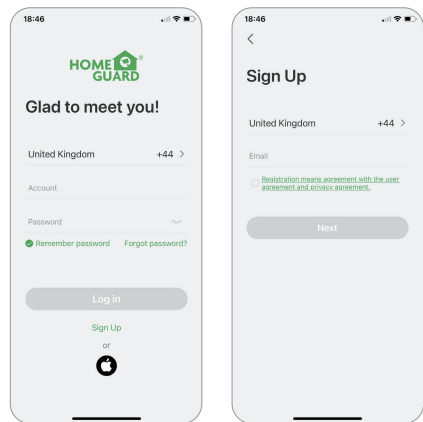 18:46
HOME
GUARD®
Glad to meet you!
United Kingdom +44 >
Account
Password
Remember password Forgot password?
Log in
Sign Up
or
18:46
<
Sign Up
United Kingdom +44 >
Email
Registration means agreement with the user
agreement and privacy agreement.
Next